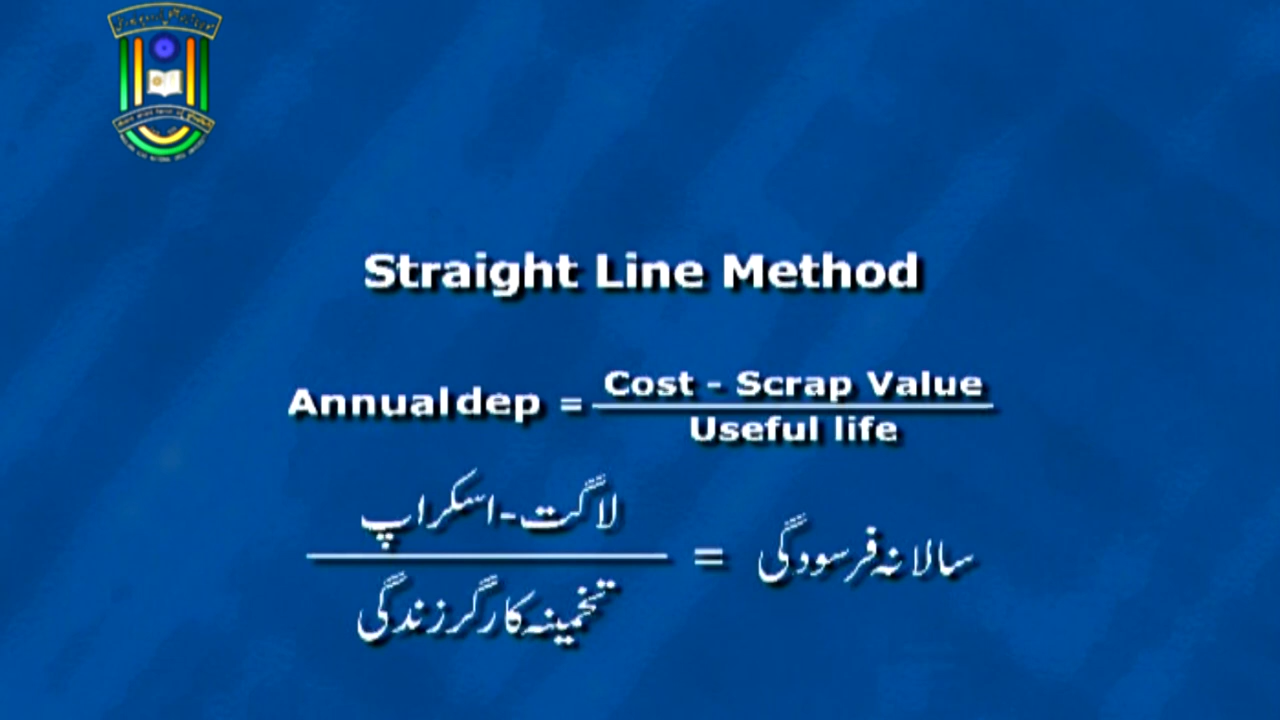 Straight Line Method
Annual dep = Cost - Scrap Value
Useful life
لاگت - اسکراپ
سالانہ فرسودگی =
تخمینہ کارگر زندگی